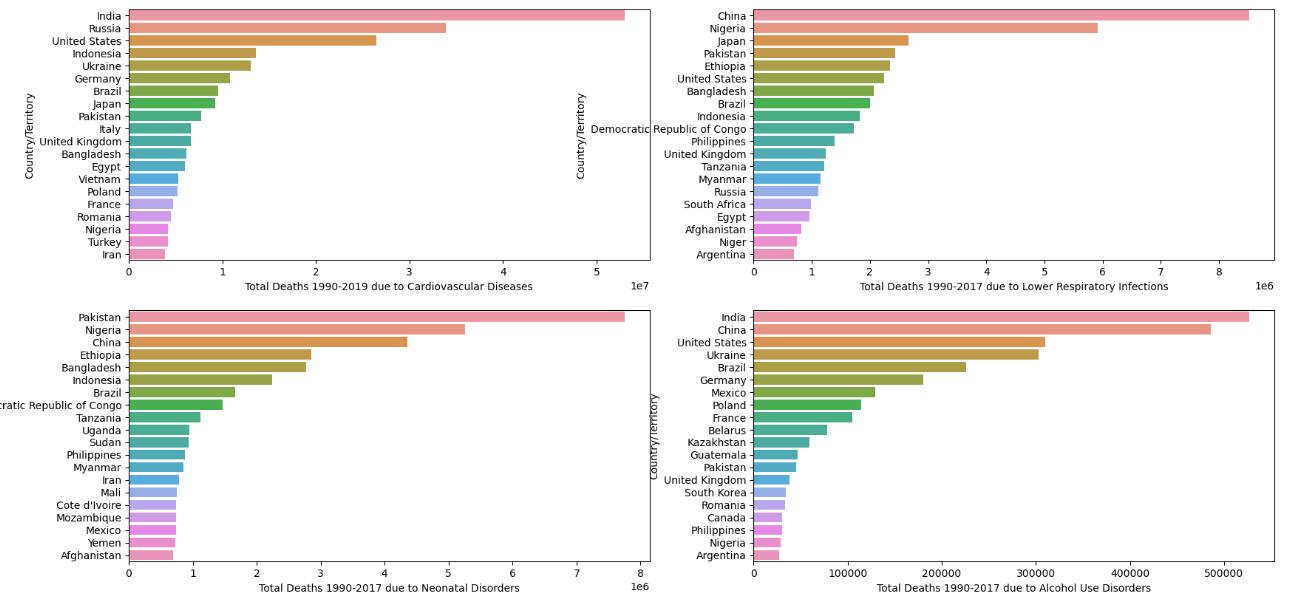 India
Russia
United States
Indonesia
Ukraine
Germany
Brazil
Japan
Pakistan
Italy
United Kingdom
Bangladesh
Egypt
Vietnam
Poland
France
Romania
Nigeria
Turkey
Iran
Country/Territory
0 1 2 3 4 5
1e7
Total Deaths 1990-2019 due to Cardiovascular Diseases
China
Nigeria
Japan
Pakistan
Ethiopia
United States
Bangladesh
Brazil
Indonesia
Democratic Republic of Congo
Philippines
United Kingdom
Tanzania
Myanmar
Russia
South Africa
Egypt
Afghanistan
Niger
Argentina
Country/Territory
0 1 2 3 4 5 6 7 8
1e6
Total Deaths 1990-2017 due to Lower Respiratory Infections
Pakistan
Nigeria
China
Ethiopia
Bangladesh
Indonesia
Brazil
cratic Republic of Congo
Tanzania
Uganda
Sudan
Philippines
Myanmar
Iran
Mali
Cote d'Ivoire
Mozambique
Mexico
Yemen
Afghanistan
0 1 2 3 4 5 6 7 8
1e6
Total Deaths 1990-2017 due to Neonatal Disorders
India
China
United States
Ukraine
Brazil
Germany
Mexico
Poland
France
Belarus
Kazakhstan
Guatemala
Pakistan
United Kingdom
South Korea
Romania
Canada
Philippines
Nigeria
Argentina
Country/Territory
0 100000 200000 300000 400000 500000
Total Deaths 1990-2017 due to Alcohol Use Disorders